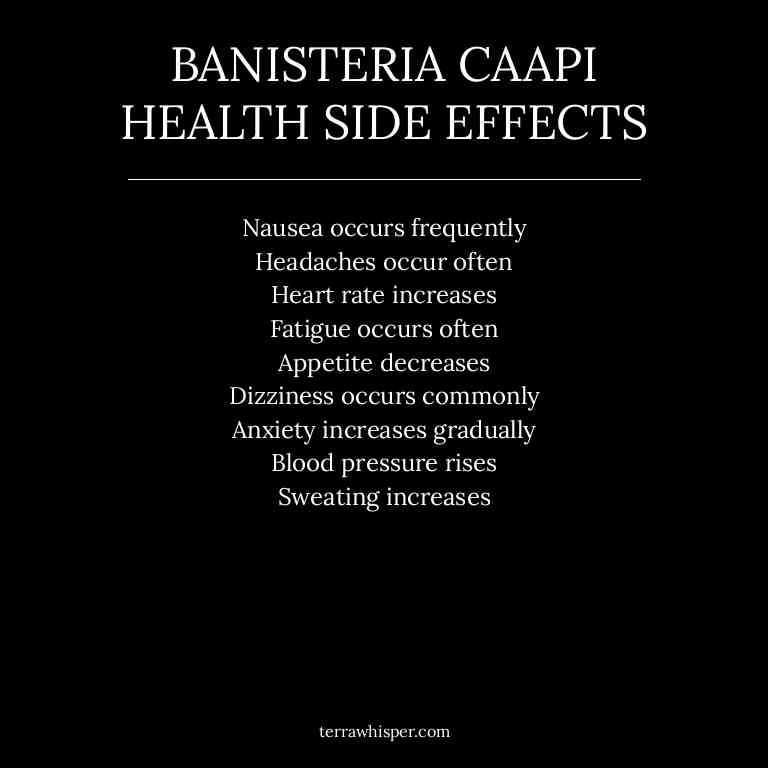 BANISTERIA CAAPI
HEALTH SIDE EFFECTS
Nausea occurs frequently
Headaches occur often
Heart rate increases
Fatigue occurs often
Appetite decreases
Dizziness occurs commonly
Anxiety increases gradually
Blood pressure rises
Sweating increases
terrawhisper.com